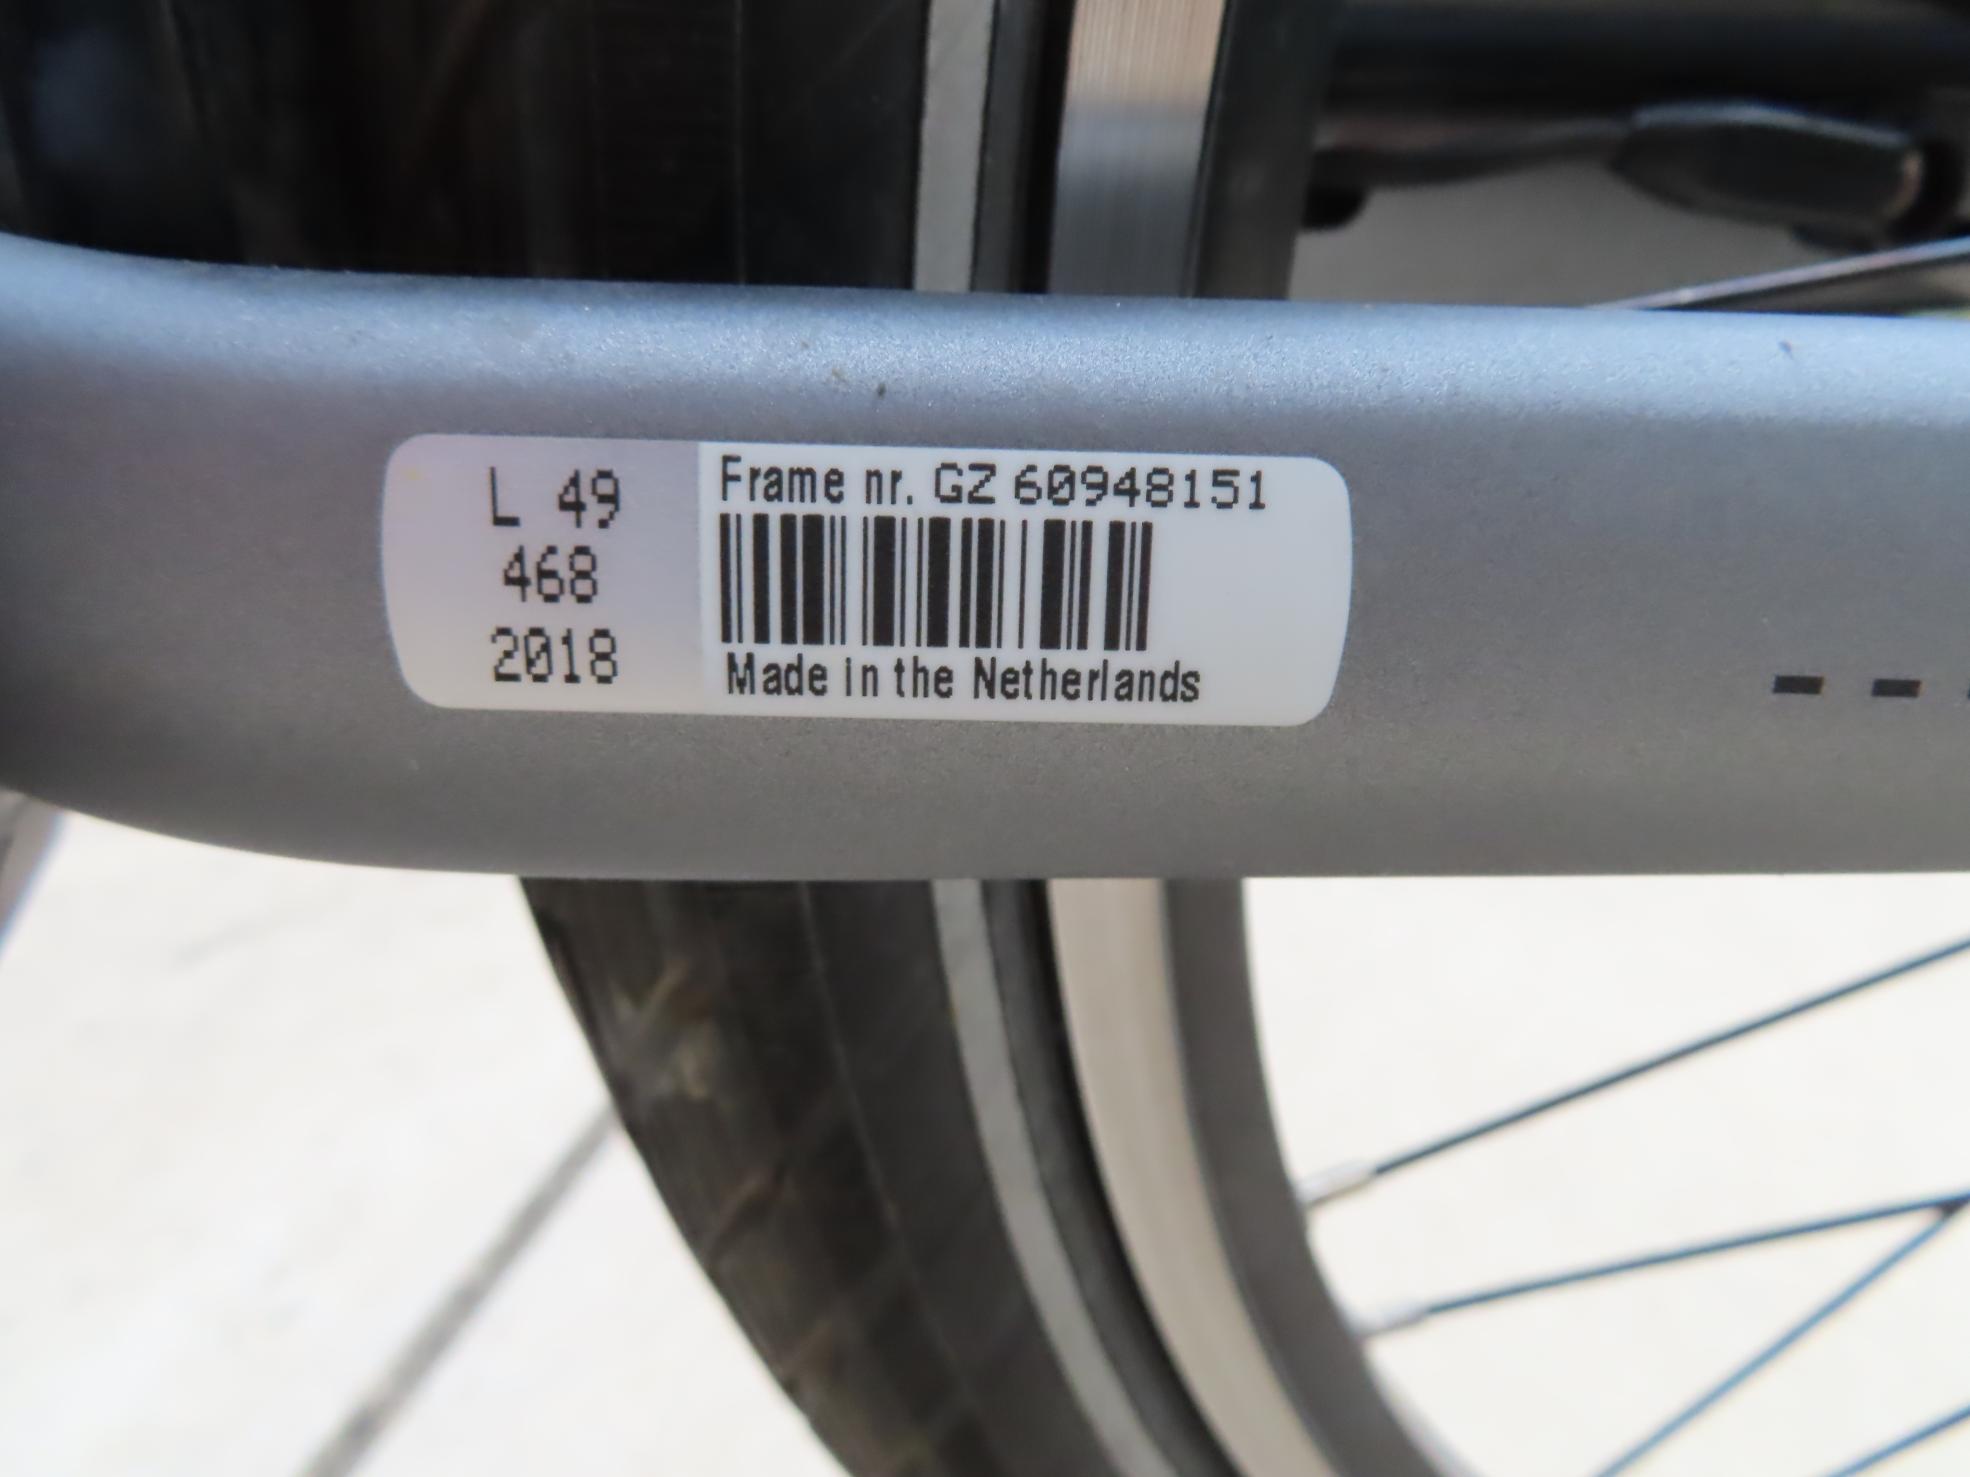 L 49
468
2018
Frame nr. GZ 60948151
Made in the Netherlands